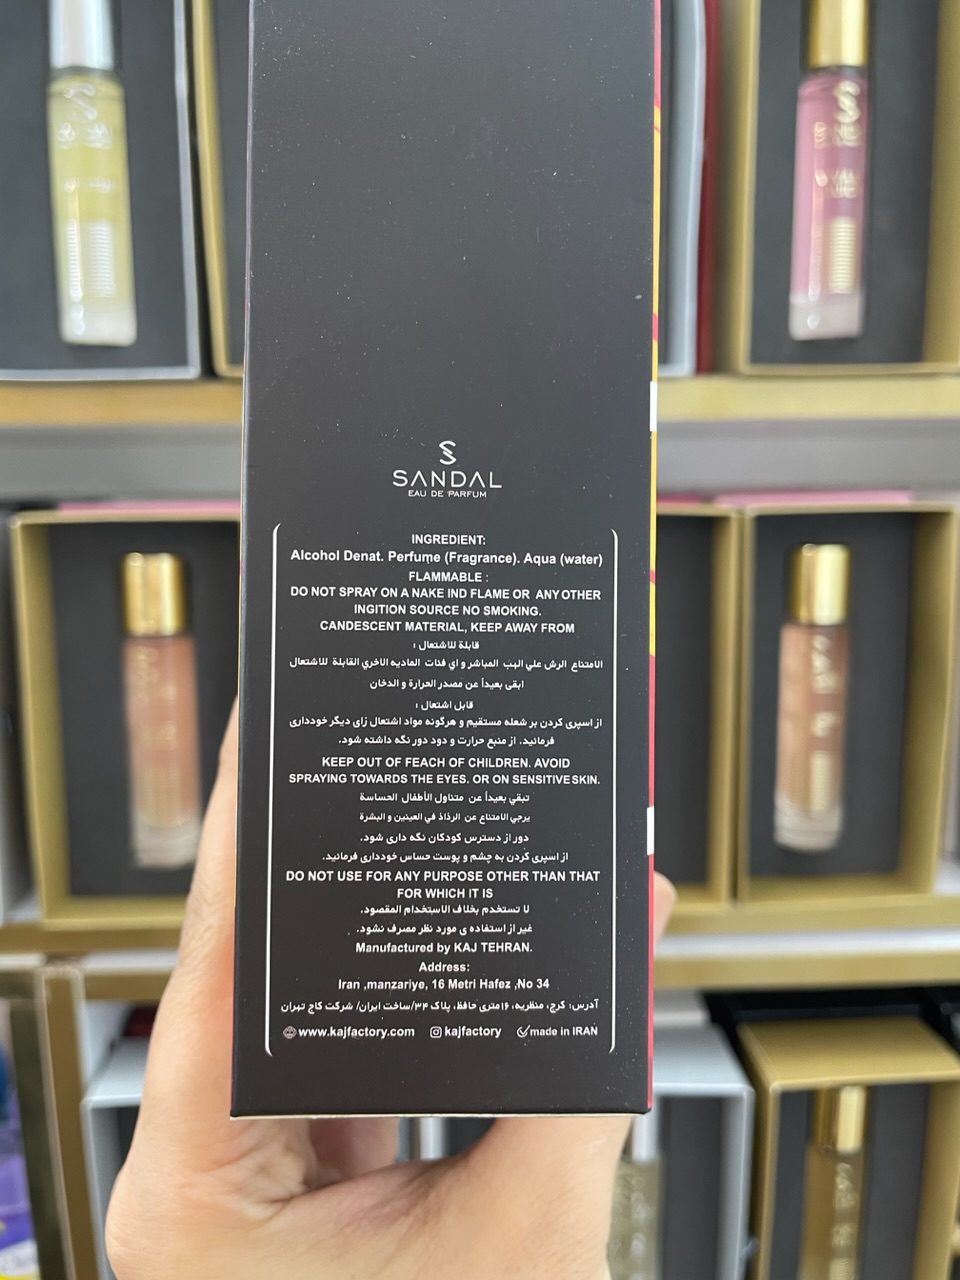 SANDAL
EAU DE PARFUM
INGREDIENT:
Alcohol Denat. Perfume (Fragrance). Aqua (water)
FLAMMABLE :
DO NOT SPRAY ON A NAKE IND FLAME OR ANY OTHER
INGITION SOURCE NO SMOKING.
CANDESCENT MATERIAL, KEEP AWAY FROM
قابلة للاشتعال :
الامتناع الرش علي الهب المباشر و اي فئات الماديه الاخري القابلة للاشتعال
ابقى بعيداً عن مصدر الحرارة و الدخان
قابل اشتعال :
از اسپری کردن بر شعله مستقیم و هرگونه مواد اشتعال زای دیگر خودداری
فرمائید. از منبع حرارت و دود دور نگه داشته شود.
KEEP OUT OF FEACH OF CHILDREN. AVOID
SPRAYING TOWARDS THE EYES. OR ON SENSITIVE SKIN.
تبقي بعيداً عن متناول الأطفال الحساسة
يرجي الامتناع عن الرذاذ في العينين و البشرة
دور از دسترس کودکان نگه داری شود.
از اسپری کردن به چشم و پوست حساس خودداری فرمائید.
DO NOT USE FOR ANY PURPOSE OTHER THAN THAT
FOR WHICH IT IS
لا تستخدم بخلاف الاستخدام المقصود.
غیر از استفاده ی مورد نظر مصرف نشود.
Manufactured by KAJ TEHRAN.
Address:
Iran ,manzariye, 16 Metri Hafez ,No 34
آدرس: کرج، منظریه، ۱۶متری حافظ، پلاک ۳۴/ساخت ایران/ شرکت کاج تهران
www.kajfactory.com kajfactory made in IRAN